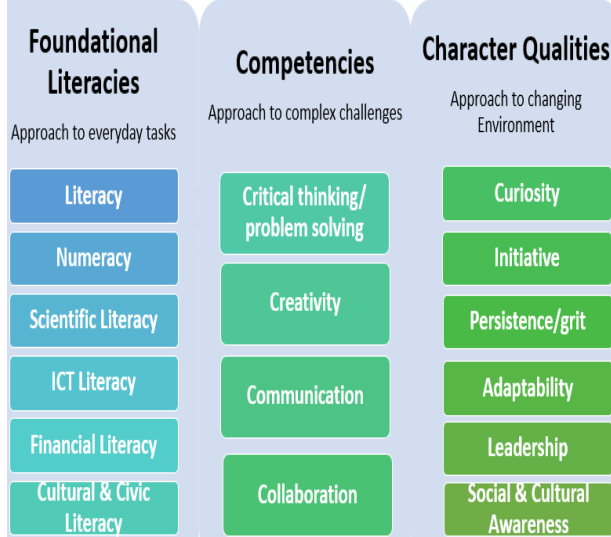 Foundational
Literacies
Approach to everyday tasks
Literacy
Numeracy
Scientific Literacy
ICT Literacy
Financial Literacy
Cultural & Civic
Literacy
Competencies
Approach to complex challenges
Critical thinking/
problem solving
Creativity
Communication
Collaboration
Character Qualities
Approach to changing
Environment
Curiosity
Initiative
Persistence/grit
Adaptability
Leadership
Social & Cultural
Awareness